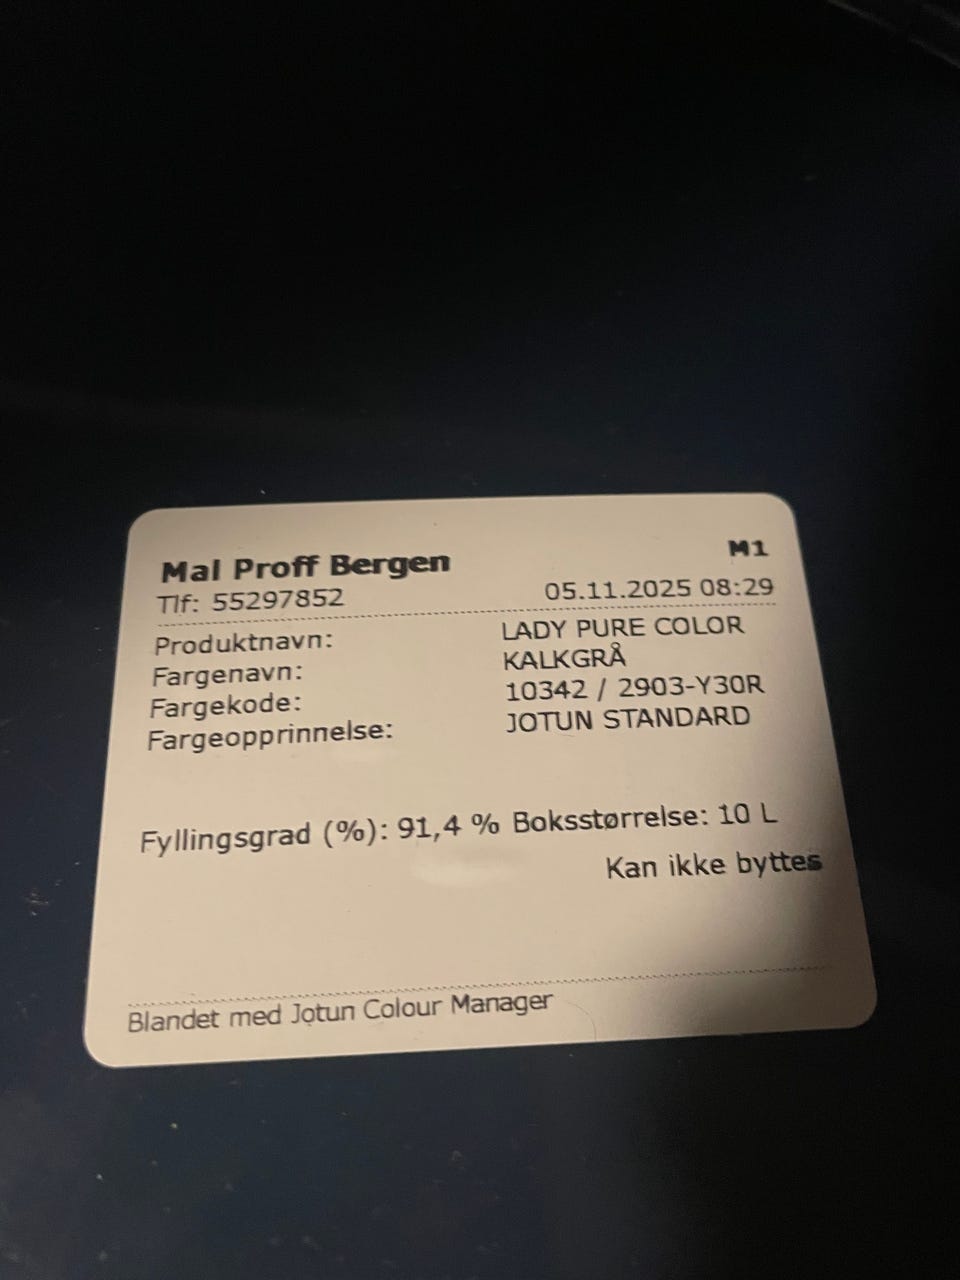 Mal Proff Bergen M1
Tlf: 55297852 05.11.2025 08:29
Produktnavn: LADY PURE COLOR
Fargenavn: KALKGRÅ
Fargekode: 10342 / 2903-Y30R
Fargeopprinnelse: JOTUN STANDARD
Fyllingsgrad (%): 91,4 % Boksstørrelse: 10 L
Kan ikke byttes
Blandet med Jotun Colour Manager